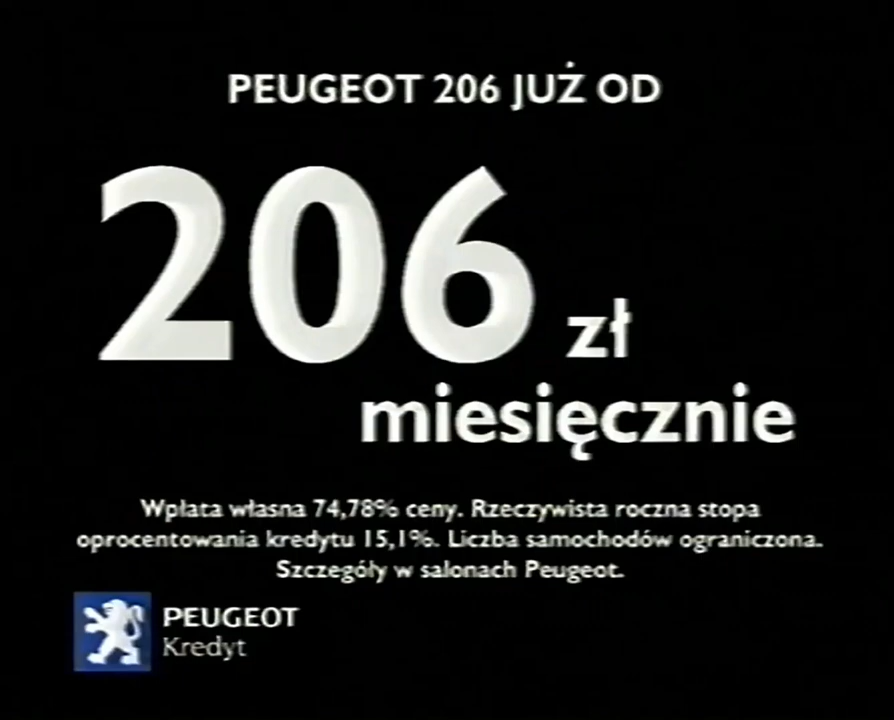 PEUGEOT 206 JUŻ OD
206 zł
miesięcznie
Wpłata własna 74,78% ceny. Rzeczywista roczna stopa
oprocentowania kredytu 15,1%. Liczba samochodów ograniczona.
Szczegóły w salonach Peugeot.
PEUGEOT
Kredyt